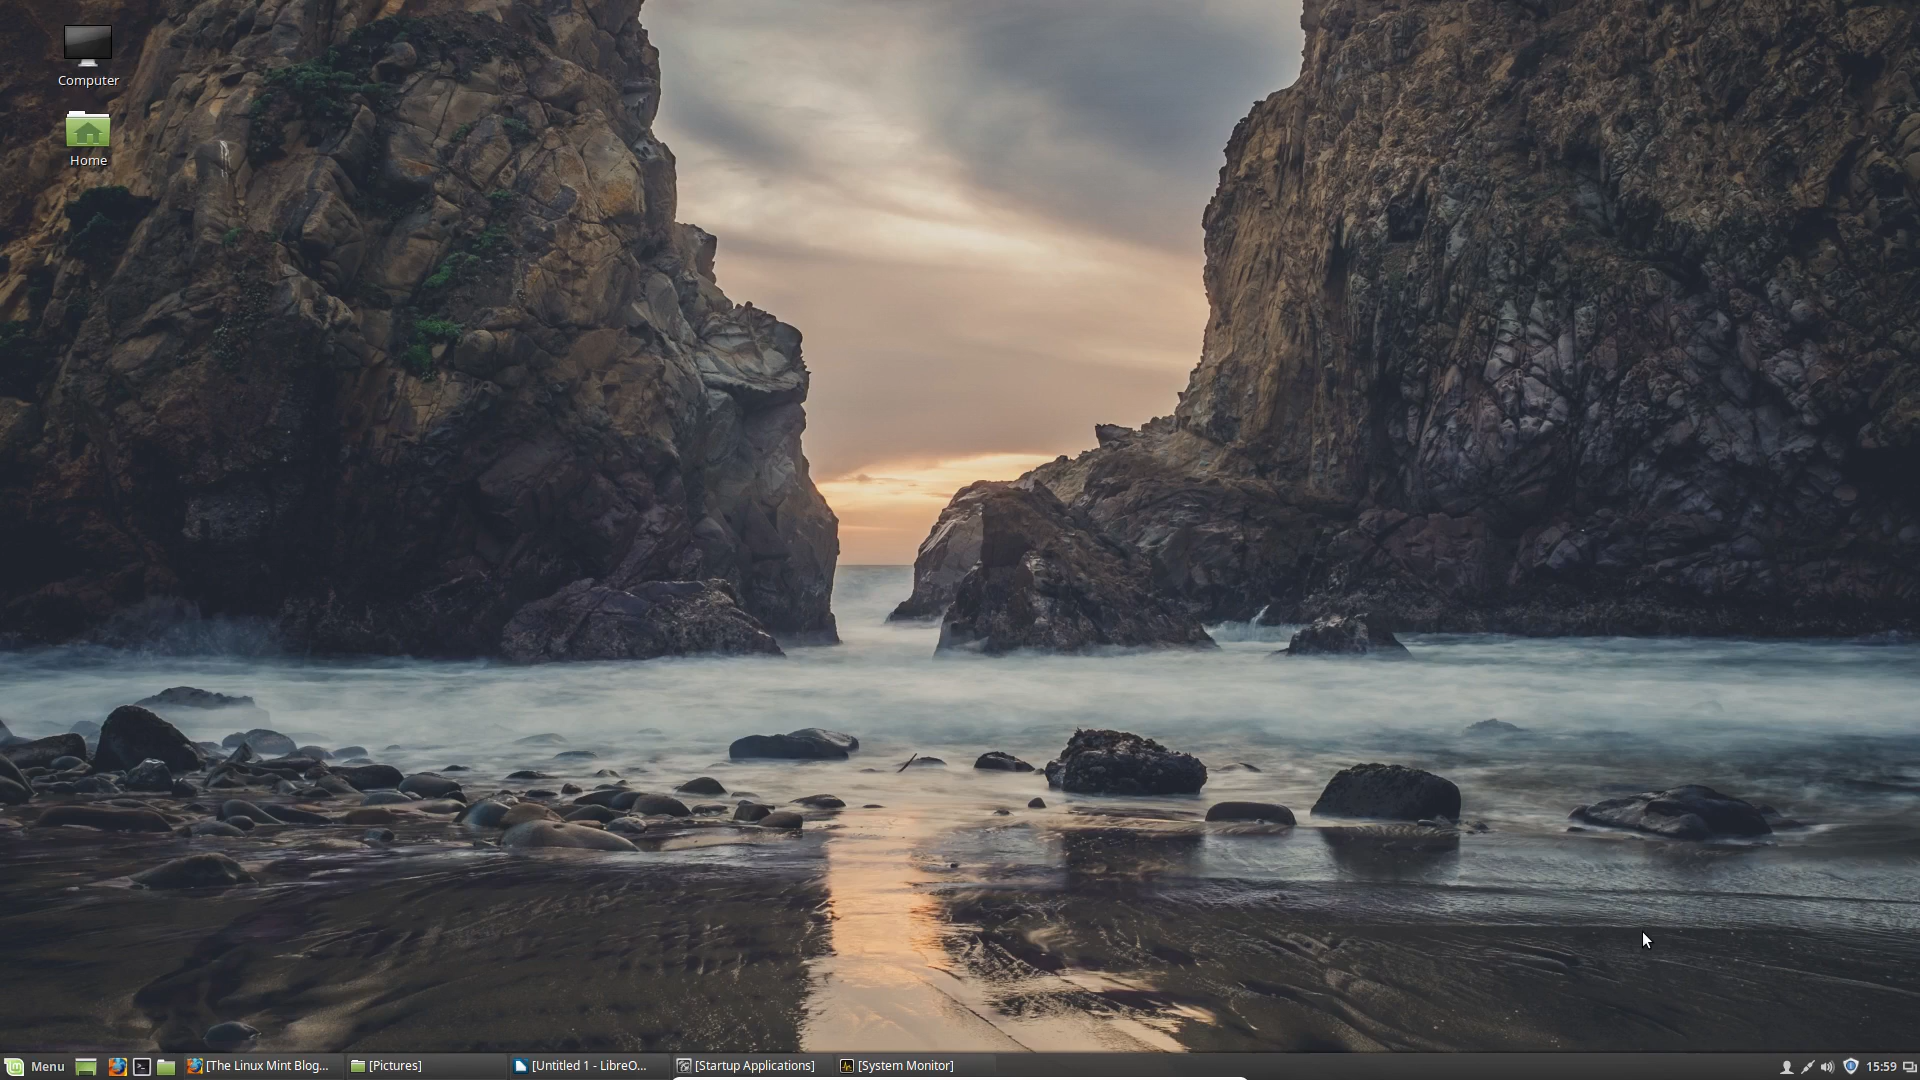 Computer
Home
Menu
[The Linux Mint Blog...
[Pictures]
[Untitled 1 - LibreO...
[Startup Applications]
[System Monitor]
15:59